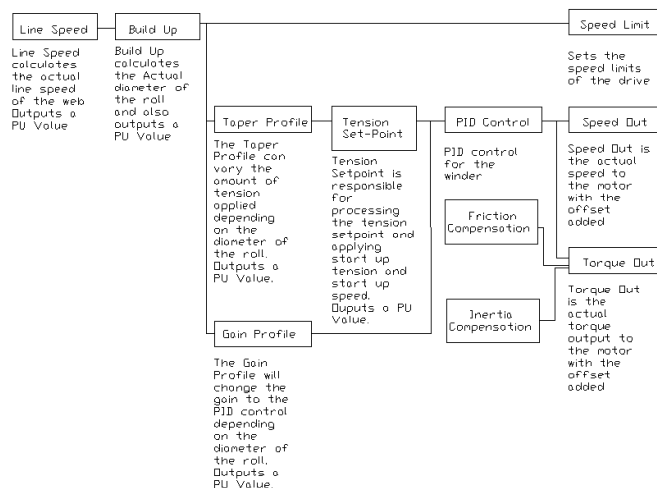 Line Speed
Line Speed
calculates
the actual
line speed
of the web
Outputs a
PU Value
Build Up
Build Up
calculates
the Actual
diameter of
the roll
and also
outputs a
PU Value
Speed Limit
Sets the
speed limits
of the drive
Taper Profile
The Taper
Profile can
vary the
amount of
tension
applied
depending
on the
diameter of
the roll.
Outputs a
PU Value.
Tension
Set-Point
Tension
Setpoint is
responsible
for
processing
the tension
setpoint and
applying
start up
tension and
start up
speed.
Ouputs a PU
Value.
PID Control
PID control
for the
winder
Speed Out
Speed Out is
the actual
speed to
the motor
with the
offset
added
Friction
Compensation
Torque Out
Torque Out
is the
actual
torque
output to
the motor
with the
offset
added
Inertia
Compensation
Gain Profile
The Gain
Profile will
change the
gain to the
PID control
depending
on the
diameter of
the roll.
Outputs a
PU Value.